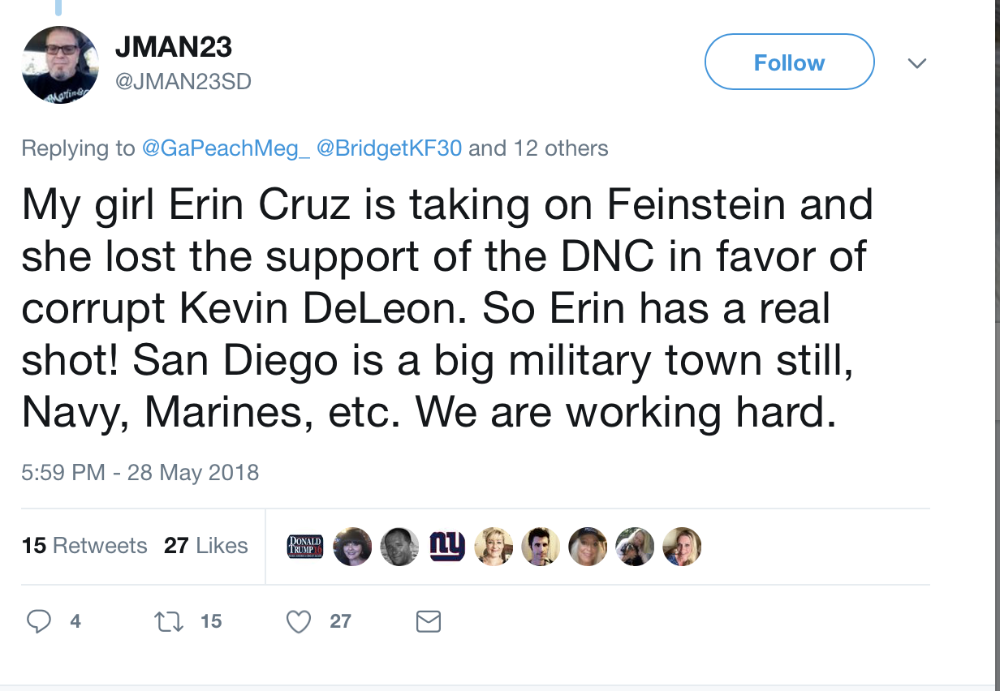 JMAN23
@JMAN23SD
Follow
Replying to @GaPeachMeg_ @BridgetKF30 and 12 others
My girl Erin Cruz is taking on Feinstein and
she lost the support of the DNC in favor of
corrupt Kevin DeLeon. So Erin has a real
shot! San Diego is a big military town still,
Navy, Marines, etc. We are working hard.
5:59 PM - 28 May 2018
15 Retweets 27 Likes
DONALD
TRUMP 16
ny
4 15 27